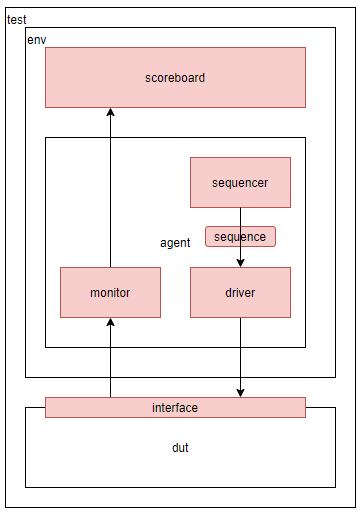 test
env
scoreboard
sequencer
sequence
agent
monitor
driver
interface
dut